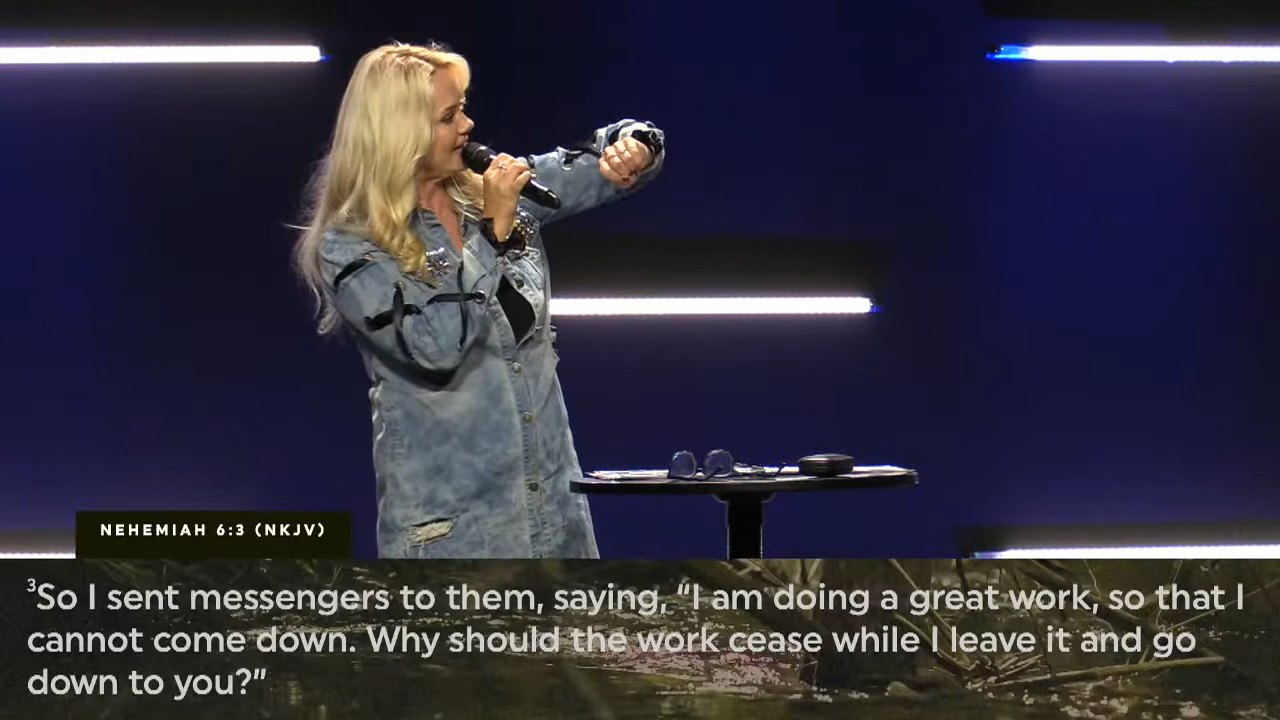 NEHEMIAH 6:3 (NKJV)
³So I sent messengers to them, saying, “I am doing a great work, so that I
cannot come down. Why should the work cease while I leave it and go
down to you?”